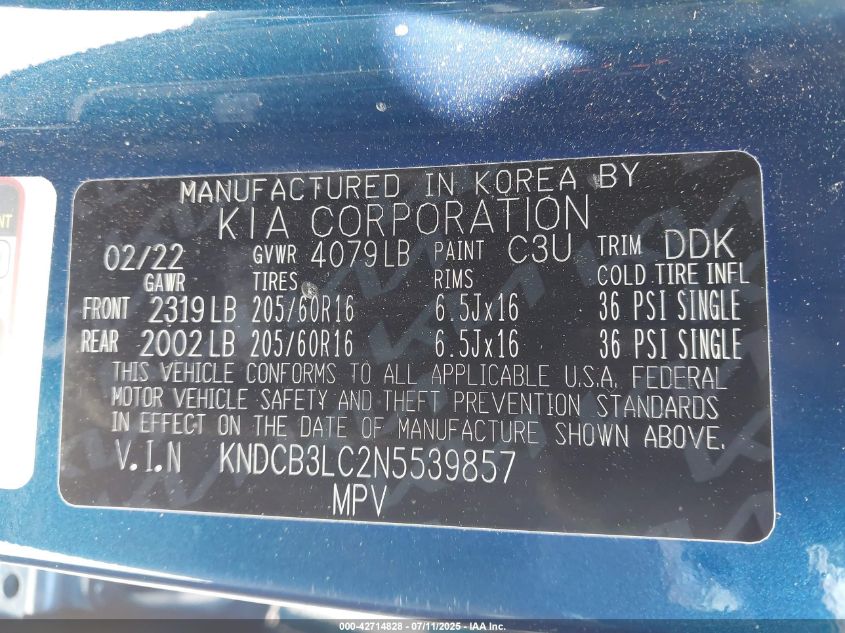 MANUFACTURED IN KOREA BY
KIA CORPORATION
02/22 GVWR 4079LB PAINT C3U TRIM DDK
GAWR TIRES RIMS COLD TIRE INFL
FRONT 2319LB 205/60R16 6.5Jx16 36 PSI SINGLE
REAR 2002LB 205/60R16 6.5Jx16 36 PSI SINGLE
THIS VEHICLE CONFORMS TO ALL APPLICABLE U.S.A. FEDERAL
MOTOR VEHICLE SAFETY AND THEFT PREVENTION STANDARDS
IN EFFECT ON THE DATE OF MANUFACTURE SHOWN ABOVE.
V.I.N KNDCB3LC2N5539857
MPV
000-42714828 - 07/11/2025 - IAA Inc.